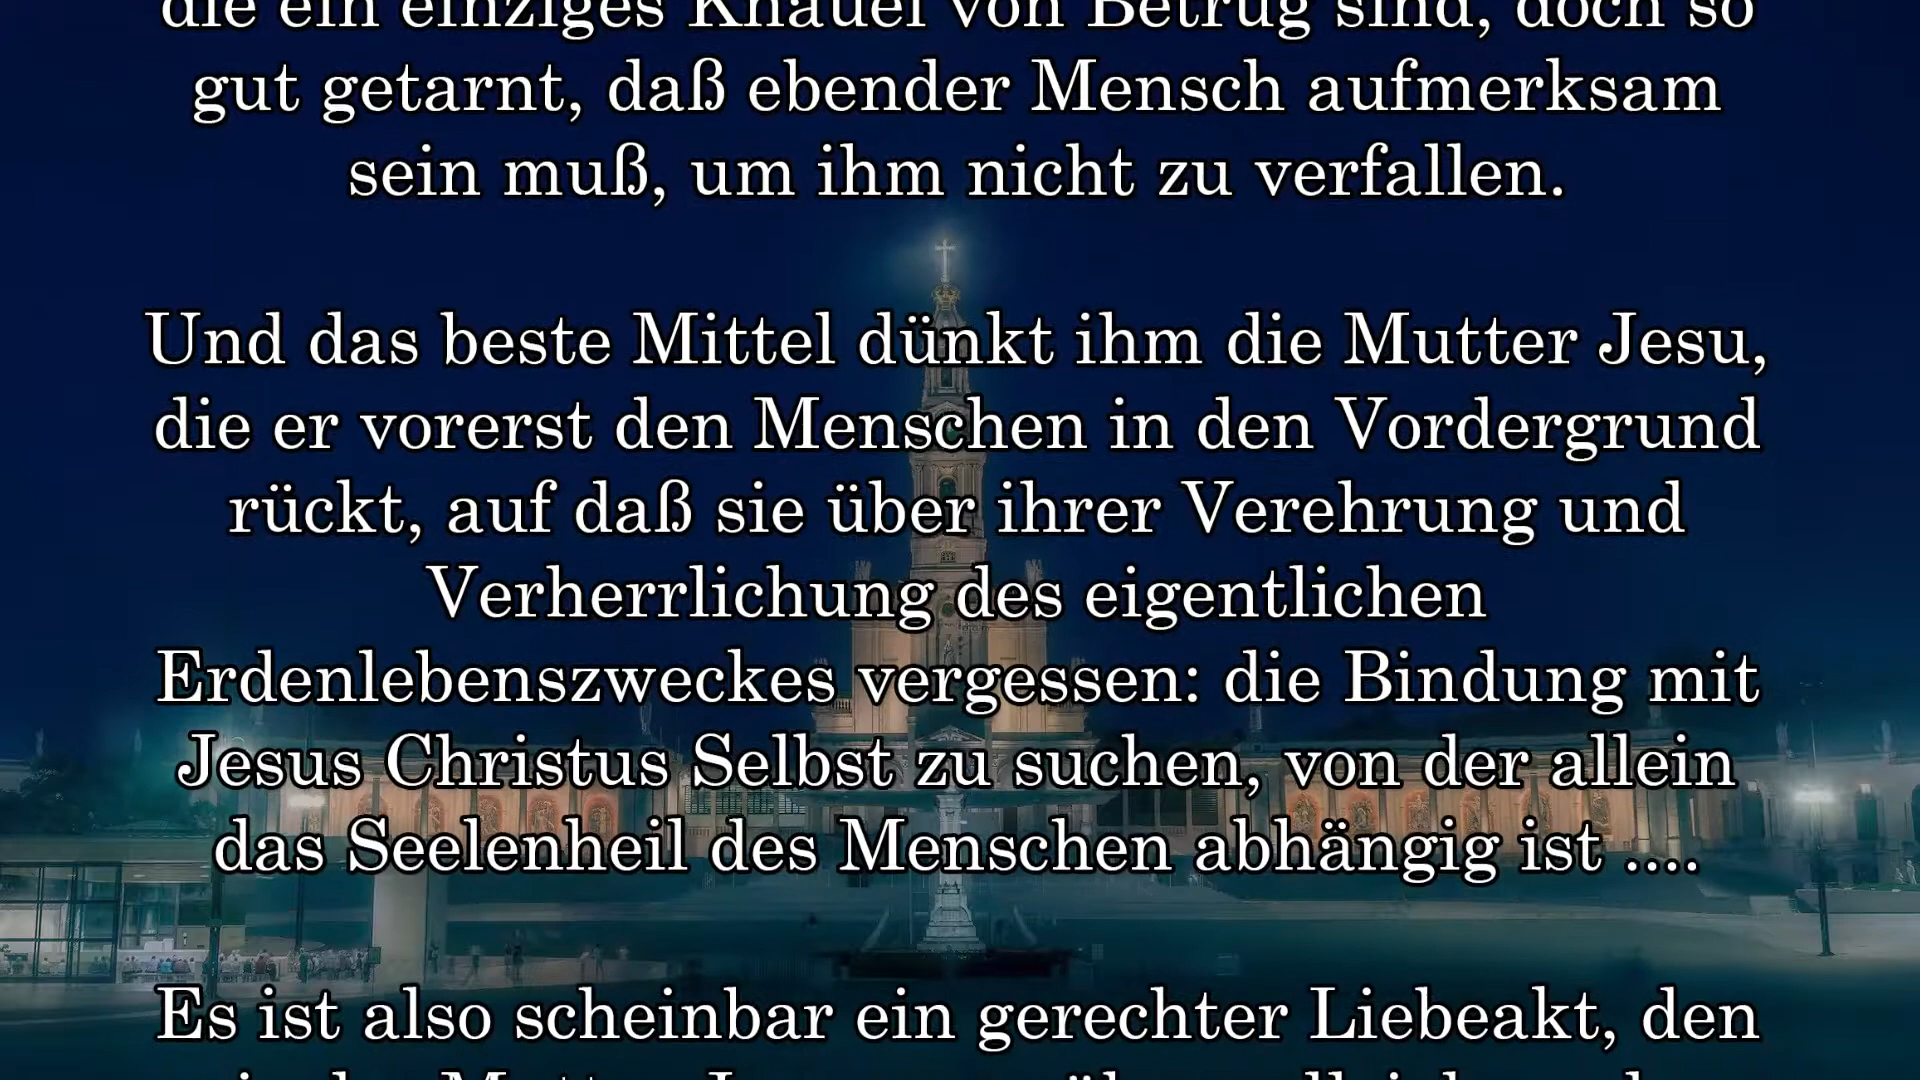 die ein einziges Knäuel von Betrug sind, doch so
gut getarnt, daß ebender Mensch aufmerksam
sein muß, um ihm nicht zu verfallen.
Und das beste Mittel dünkt ihm die Mutter Jesu,
die er vorerst den Menschen in den Vordergrund
rückt, auf daß sie über ihrer Verehrung und
Verherrlichung des eigentlichen
Erdenlebenszweckes vergessen: die Bindung mit
Jesus Christus Selbst zu suchen, von der allein
das Seelenheil des Menschen abhängig ist ....
Es ist also scheinbar ein gerechter Liebeakt, den